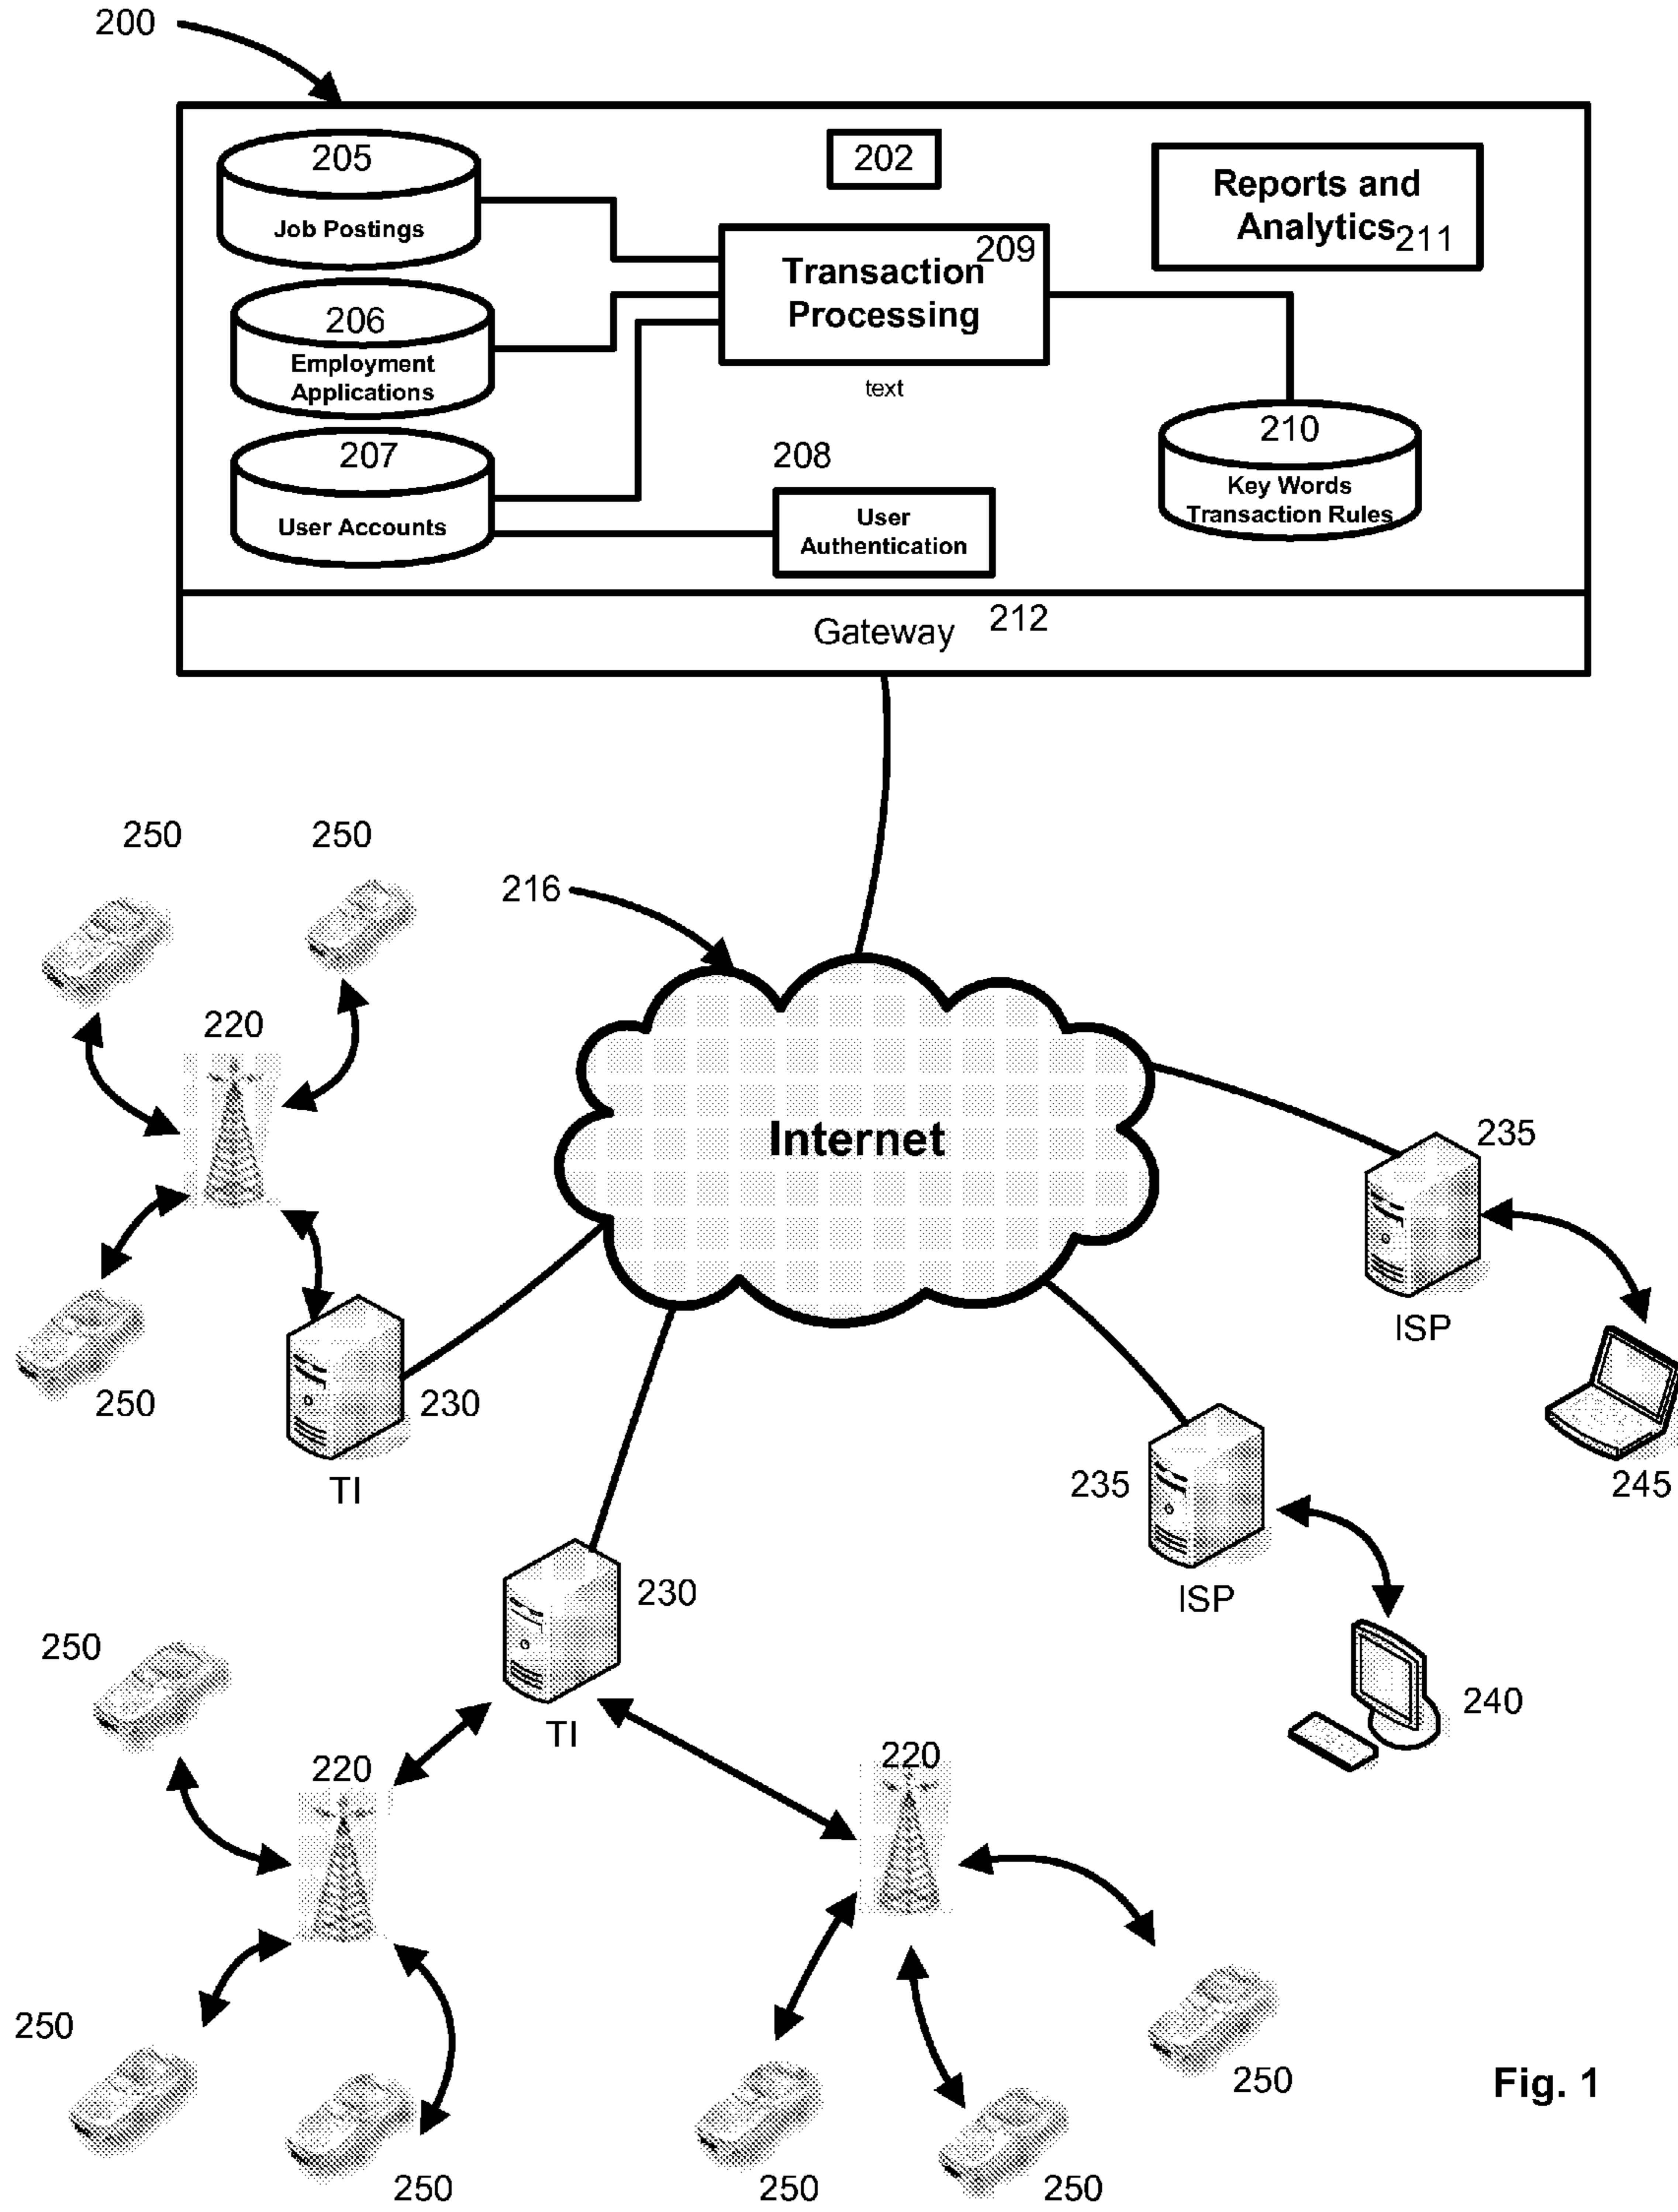 200
205
Job Postings
202
Reports and
Analytics 211
209
Transaction
Processing
text
206
Employment
Applications
207
User Accounts
208
User
Authentication
210
Key Words
Transaction Rules
Gateway 212
250
250
216
220
Internet
235
ISP
250
230
TI
245
235
ISP
230
TI
240
250
220
220
250
250
250
250
250
Fig. 1